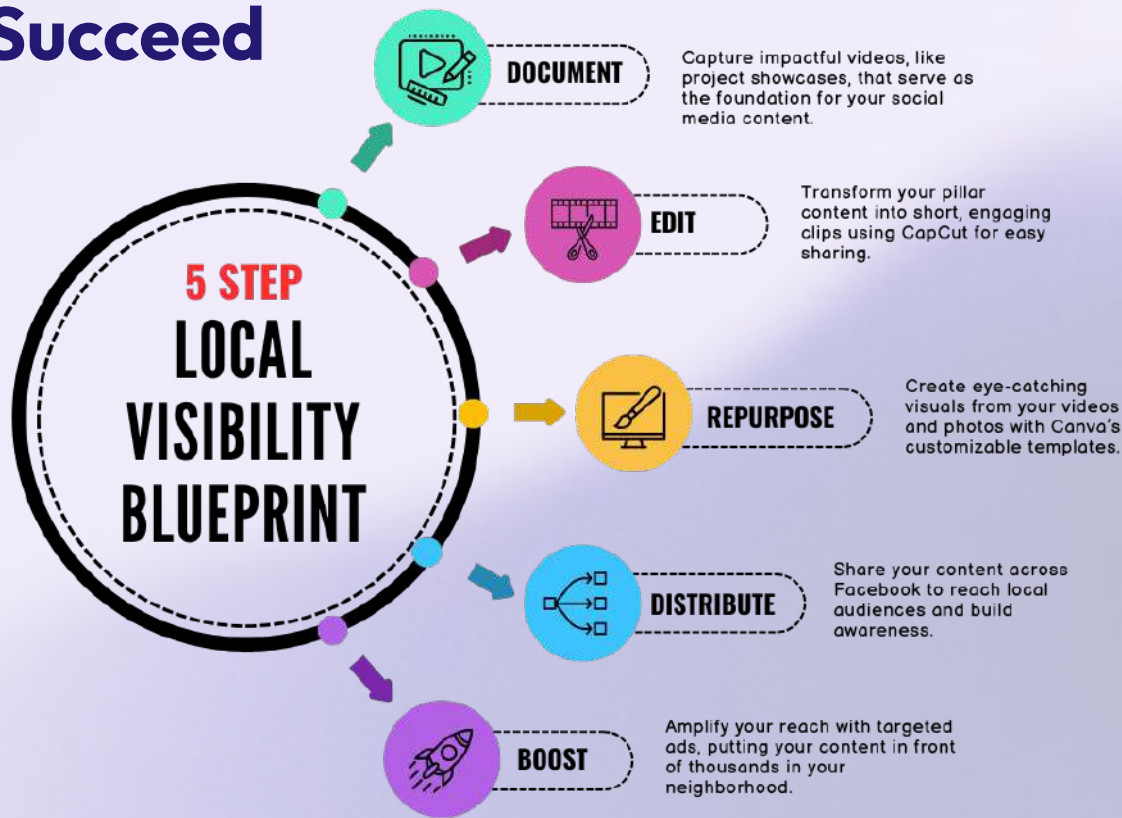 Succeed
DOCUMENT
Capture impactful videos, like
project showcases, that serve as
the foundation for your social
media content.
EDIT
Transform your pillar
content into short, engaging
clips using CapCut for easy
sharing.
5 STEP
LOCAL
VISIBILITY
BLUEPRINT
REPURPOSE
Create eye-catching
visuals from your videos
and photos with Canva's
customizable templates.
DISTRIBUTE
Share your content across
Facebook to reach local
audiences and build
awareness.
BOOST
Amplify your reach with targeted
ads, putting your content in front
of thousands in your
neighborhood.